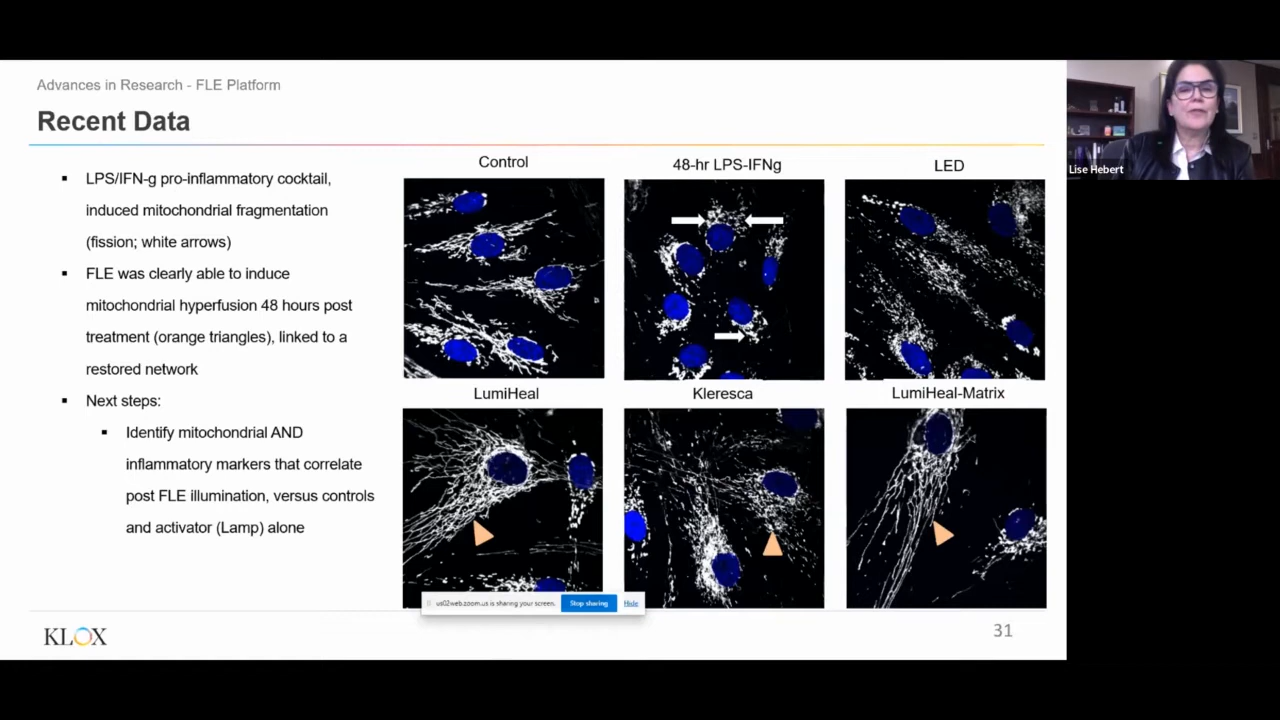 Advances in Research - FLE Platform
Recent Data
▪ LPS/IFN-g pro-inflammatory cocktail,
induced mitochondrial fragmentation
(fission; white arrows)
▪ FLE was clearly able to induce
mitochondrial hyperfusion 48 hours post
treatment (orange triangles), linked to a
restored network
▪ Next steps:
▪ Identify mitochondrial AND
inflammatory markers that correlate
post FLE illumination, versus controls
and activator (Lamp) alone
Control
48-hr LPS-IFNg
LED
LumiHeal
Kleresca
LumiHeal-Matrix
us02web.zoom.us is sharing your screen.
Stop sharing
Hide
KLOX
31
Lise Hebert